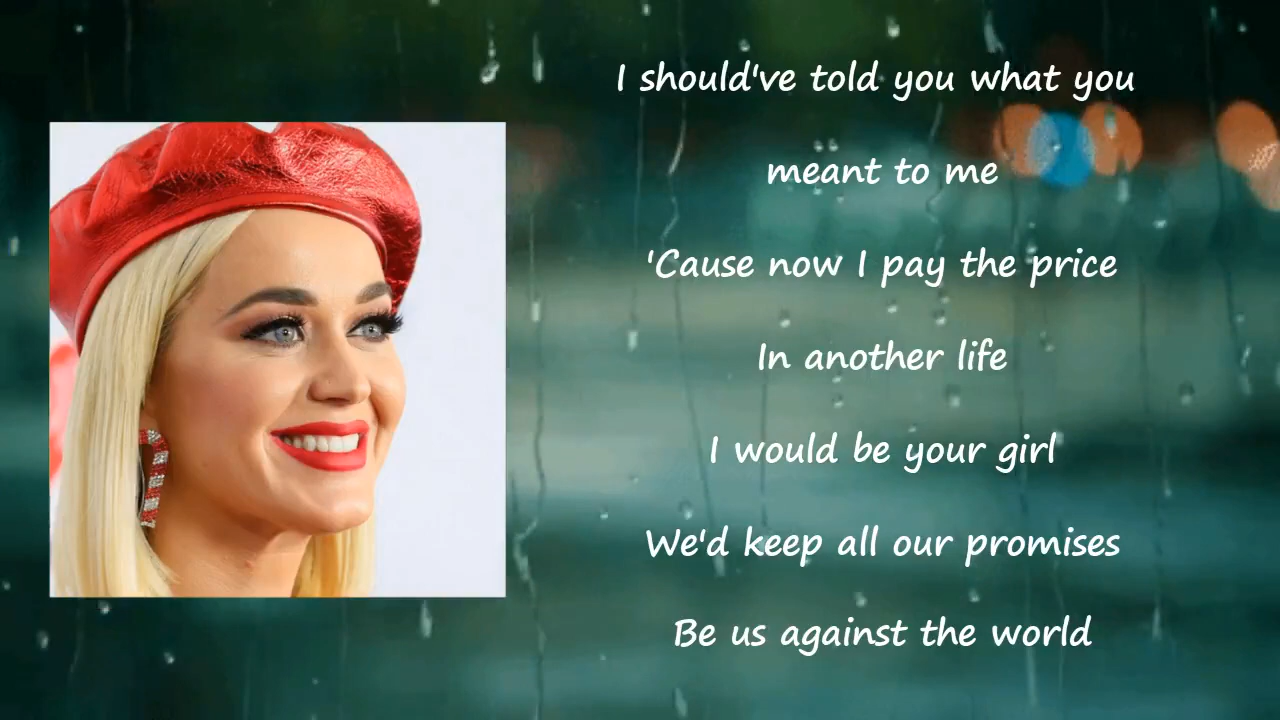 I should've told you what you
meant to me
'Cause now I pay the price
In another life
I would be your girl
We'd keep all our promises
Be us against the world